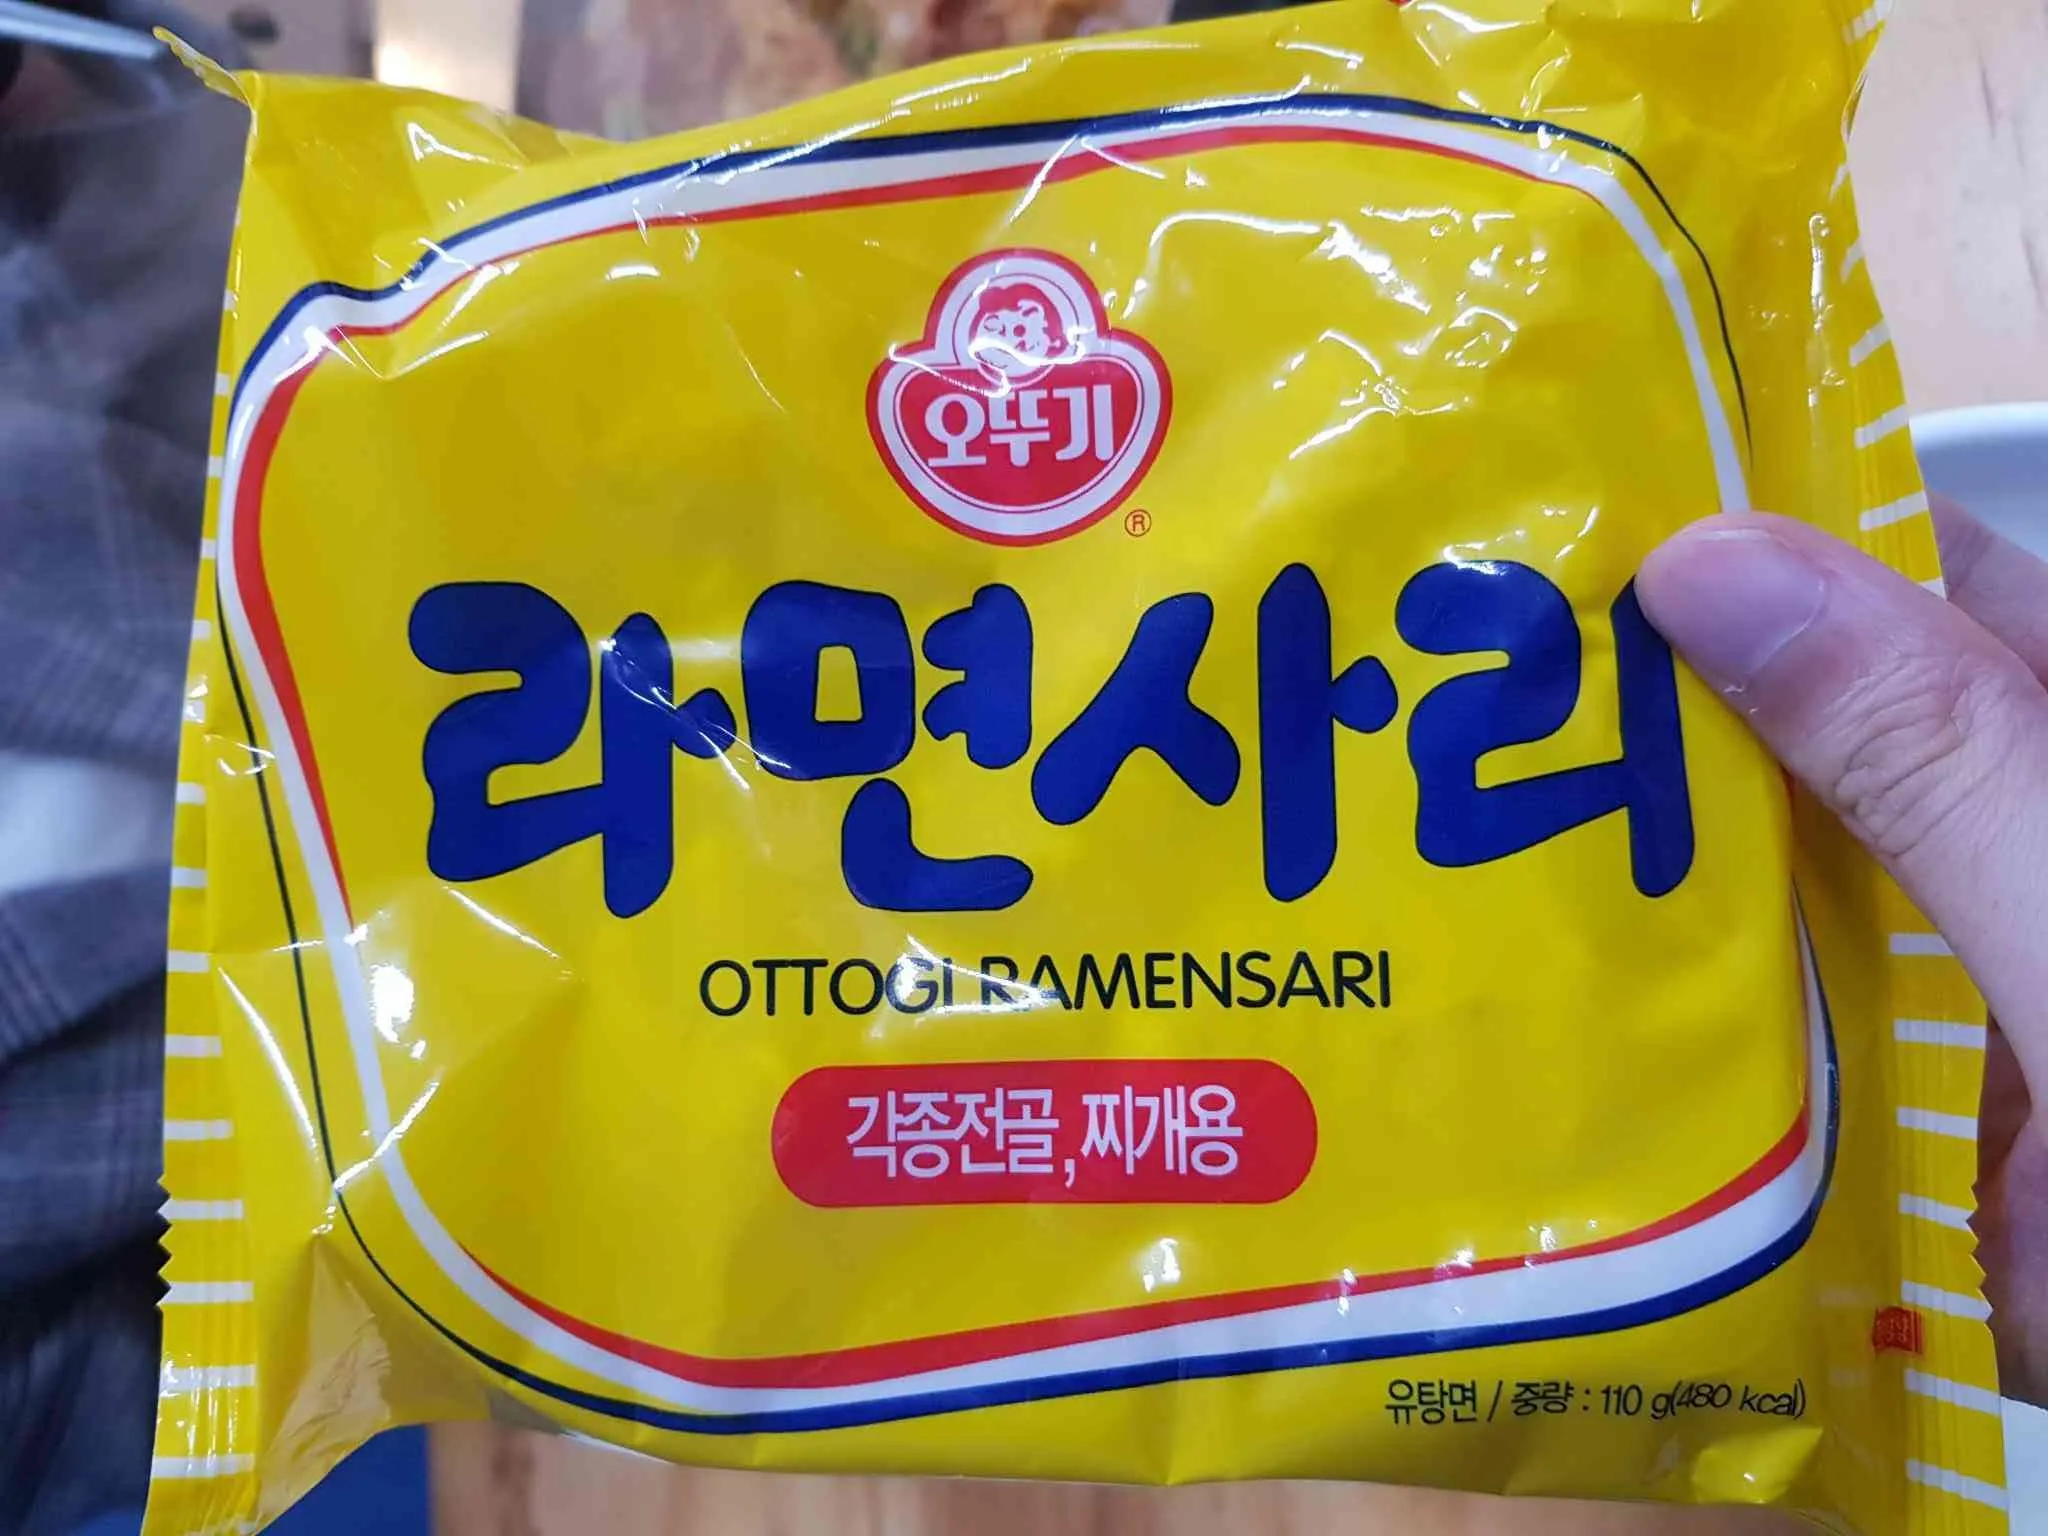 오뚜기
®
라면사리
OTTOGI RAMENSARI
각종전골, 찌개용
유탕면 / 중량 : 110 g(480 kcal)